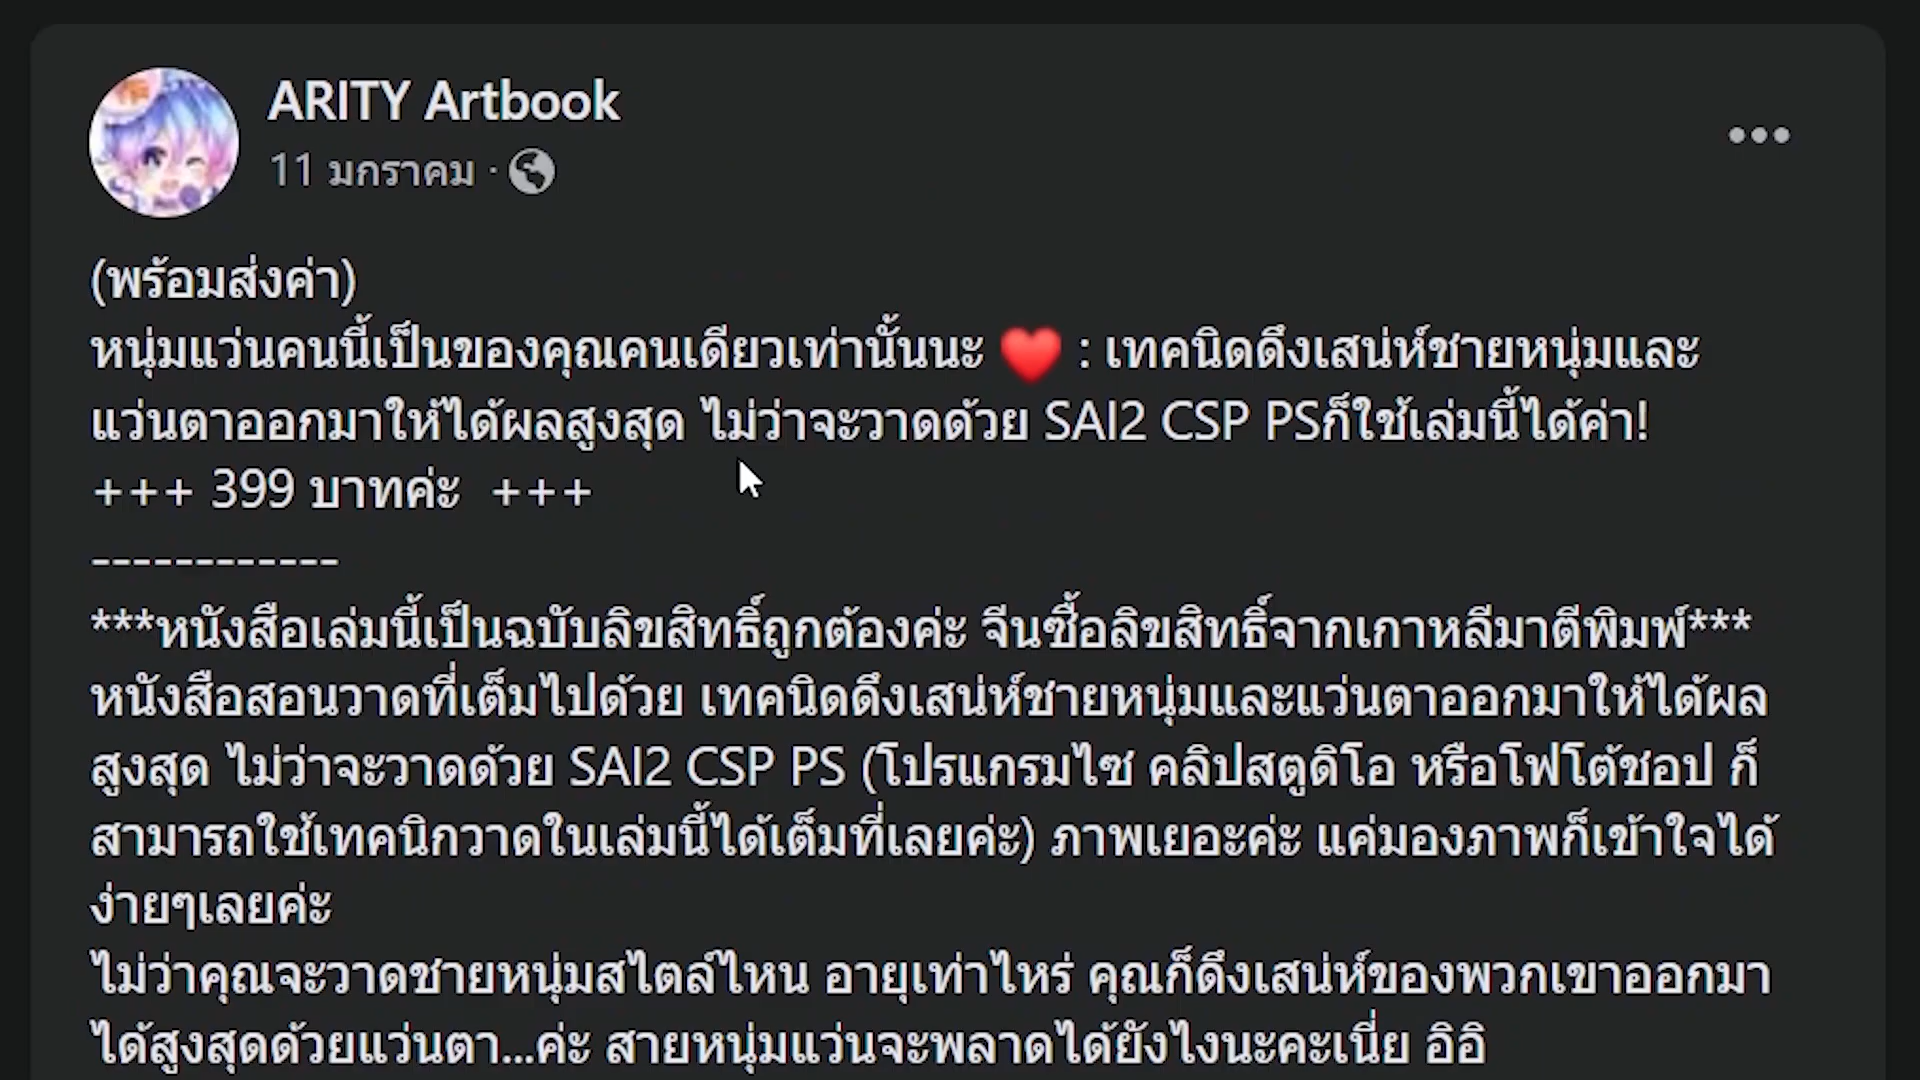 ARITY Artbook
11 มกราคม ·
(พร้อมส่งค่า)
หนุ่มแว่นคนนี้เป็นของคุณคนเดียวเท่านั้นนะ ❤️ : เทคนิดดึงเสน่ห์ชายหนุ่มและ
แว่นตาออกมาให้ได้ผลสูงสุด ไม่ว่าจะวาดด้วย SAI2 CSP PSก็ใช้เล่มนี้ได้ค่า!
+++ 399 บาทค่ะ +++
------------
***หนังสือเล่มนี้เป็นฉบับลิขสิทธิ์ถูกต้องค่ะ จีนซื้อลิขสิทธิ์จากเกาหลีมาตีพิมพ์***
หนังสือสอนวาดที่เต็มไปด้วย เทคนิดดึงเสน่ห์ชายหนุ่มและแว่นตาออกมาให้ได้ผล
สูงสุด ไม่ว่าจะวาดด้วย SAI2 CSP PS (โปรแกรมไซ คลิปสตูดิโอ หรือโฟโต้ชอป ก็
สามารถใช้เทคนิกวาดในเล่มนี้ได้เต็มที่เลยค่ะ) ภาพเยอะค่ะ แค่มองภาพก็เข้าใจได้
ง่ายๆเลยค่ะ
ไม่ว่าคุณจะวาดชายหนุ่มสไตล์ไหน อายุเท่าไหร่ คุณก็ดึงเสน่ห์ของพวกเขาออกมา
ได้สูงสุดด้วยแว่นตา...ค่ะ สายหนุ่มแว่นจะพลาดได้ยังไงนะคะเนี่ย อิอิ